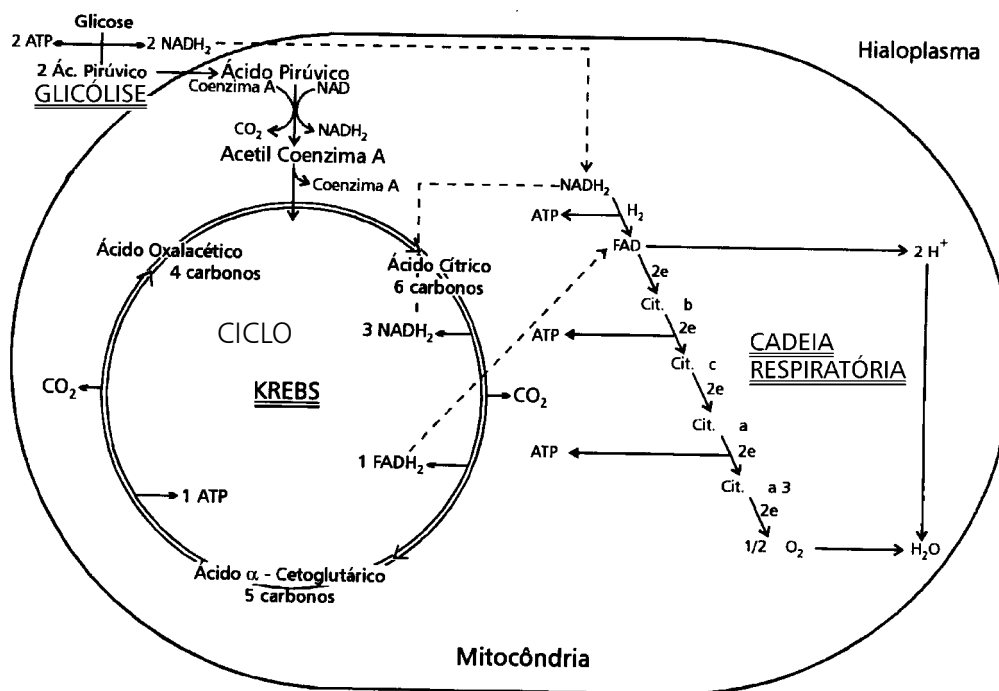 Glicose
2 ATP 2 NADH₂
Hialoplasma
2 Ác. Pirúvico Ácido Pirúvico
GLICÓLISE
Coenzima A NAD
CO₂ NADH₂
Acetil Coenzima A
Coenzima A
NADH₂
ATP H₂
FAD 2 H⁺
Ácido Oxalacético
4 carbonos
Ácido Cítrico
6 carbonos
2e
Cit. b
CICLO
3 NADH₂
ATP 2e
CADEIA
RESPIRATÓRIA
Cit. c
2e
CO₂
KREBS
CO₂
Cit. a
ATP 2e
1 FADH₂
1 ATP
Cit. a 3
2e
1/2 O₂ H₂O
Ácido α - Cetoglutárico
5 carbonos
Mitocôndria